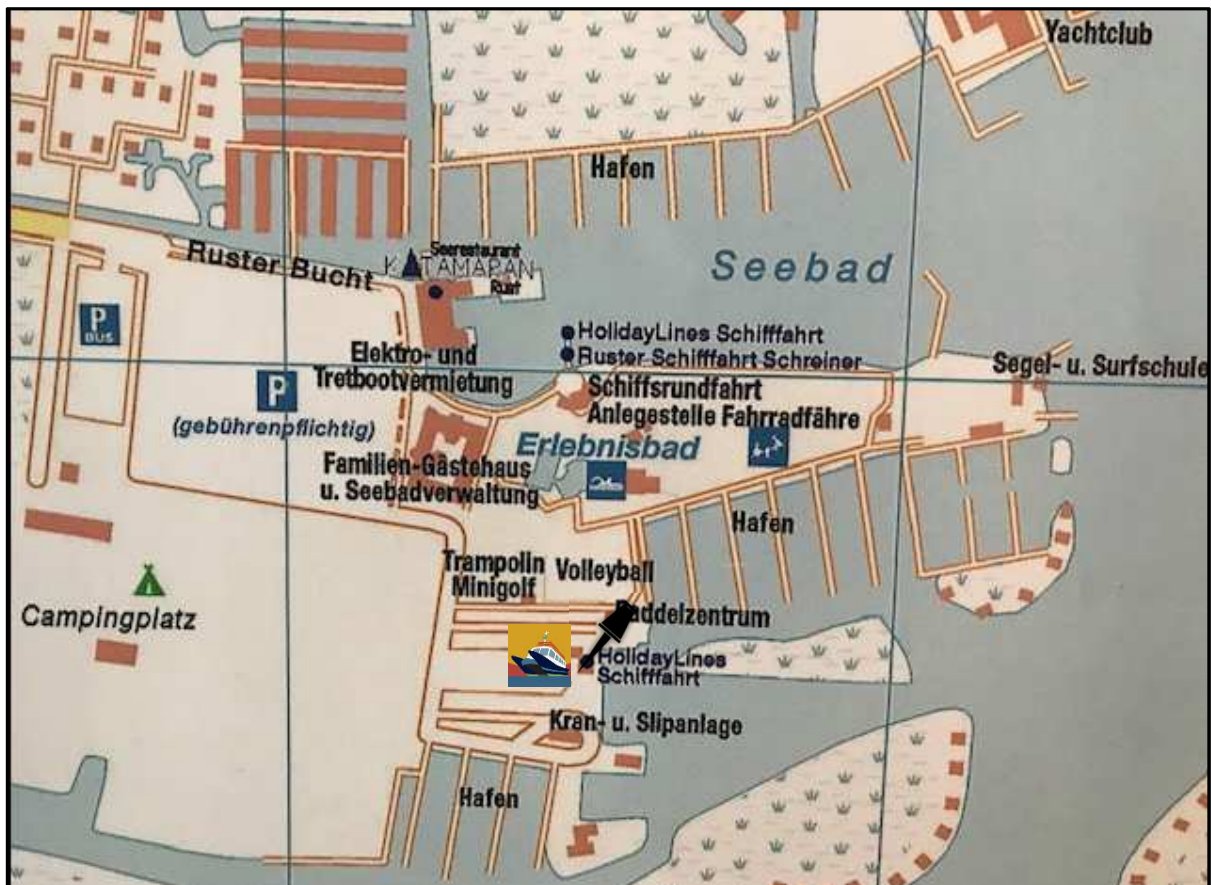 Yachtclub
Hafen
Seerestaurant
KATAMARAN
Rust
Ruster Bucht
Seebad
P
BUS
HolidayLines Schifffahrt
Ruster Schifffahrt Schreiner
Elektro- und
Tretbootvermietung
Segel- u. Surfschule
P
(gebührenpflichtig)
Schiffsrundfahrt
Anlegestelle Fahrradfähre
Erlebnisbad
Familien-Gästehaus
u. Seebadverwaltung
Hafen
Trampolin
Minigolf
Volleyball
Paddelzentrum
Campingplatz
HolidayLines
Schifffahrt
Kran- u. Slipanlage
Hafen